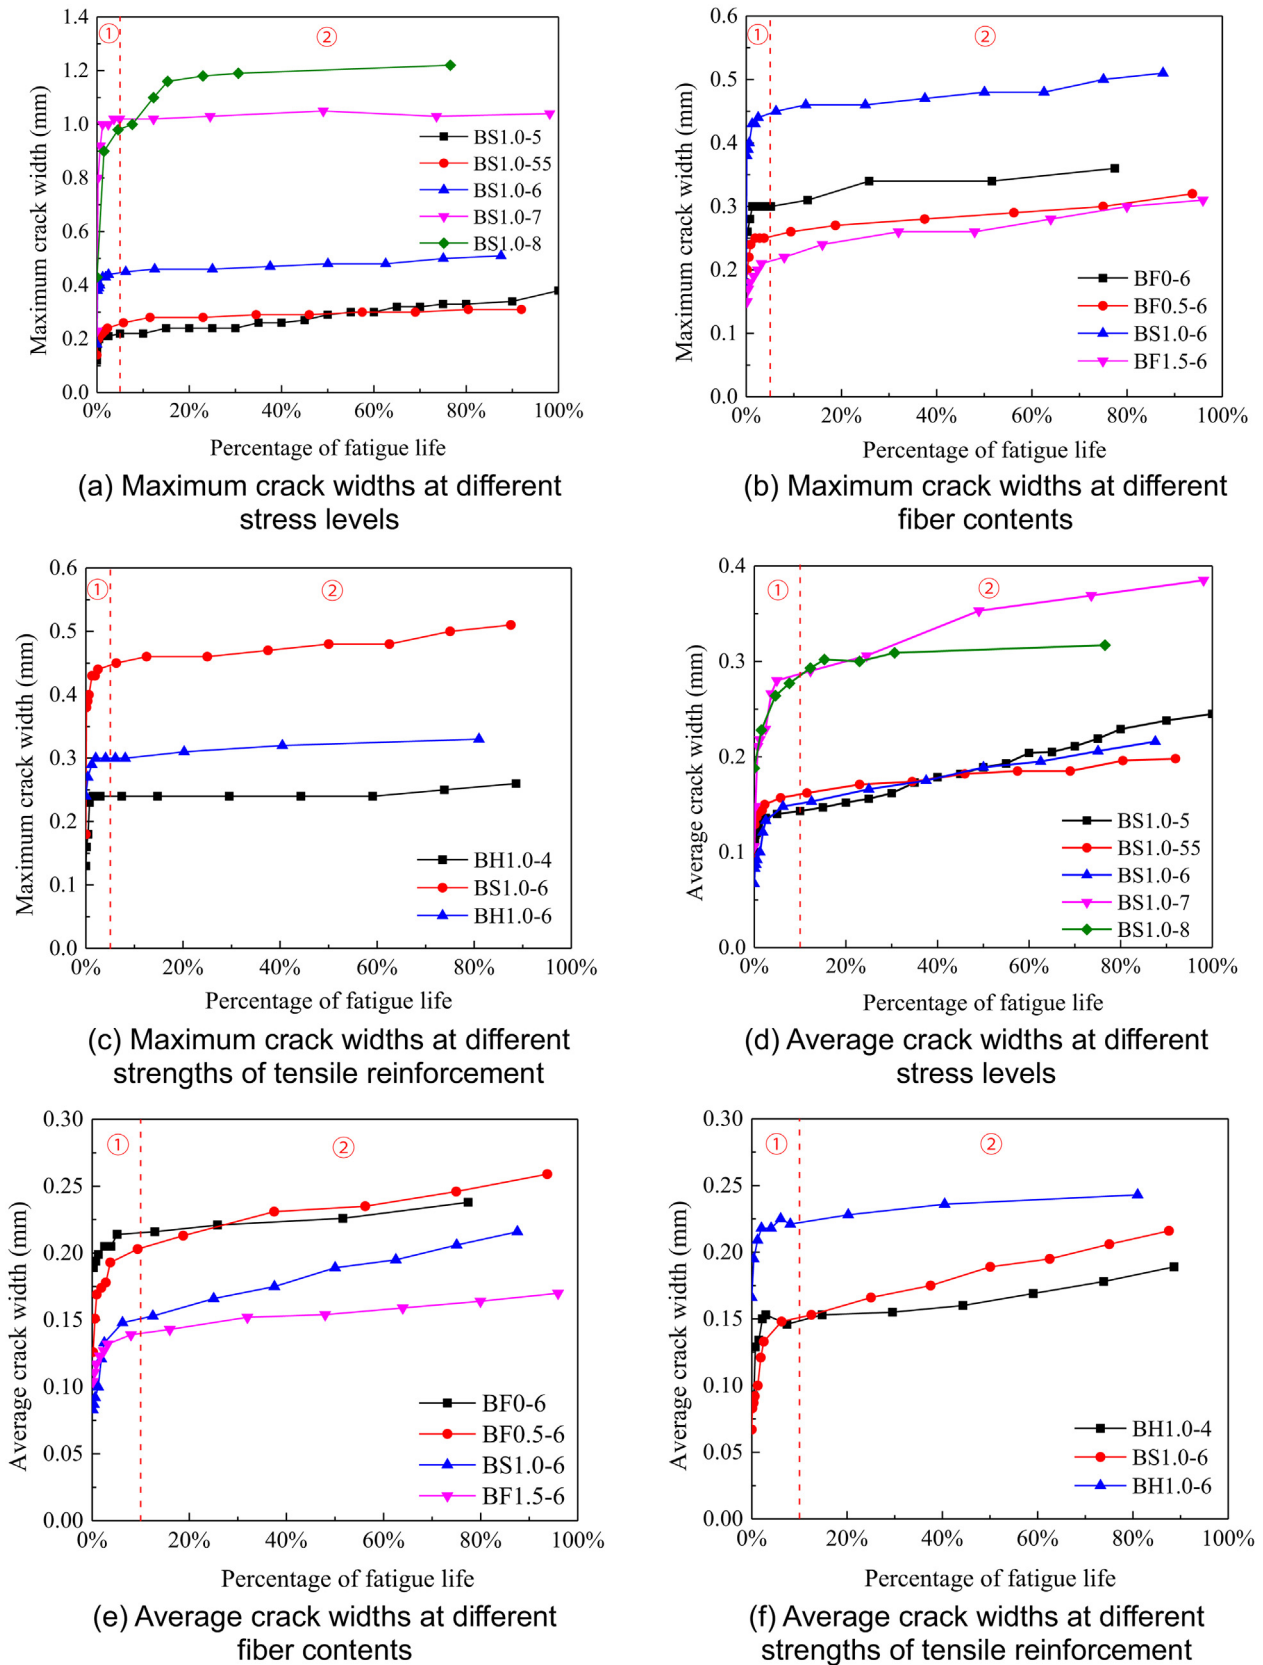 1.4
1.2
1.0
0.8
0.6
0.4
0.2
0.0
Maximum crack width (mm)
① ②
BS1.0-5
BS1.0-55
BS1.0-6
BS1.0-7
BS1.0-8
0% 20% 40% 60% 80% 100%
Percentage of fatigue life
(a) Maximum crack widths at different
stress levels
0.6
0.5
0.4
0.3
0.2
0.1
0.0
Maximum crack width (mm)
① ②
BF0-6
BF0.5-6
BS1.0-6
BF1.5-6
0% 20% 40% 60% 80% 100%
Percentage of fatigue life
(b) Maximum crack widths at different
fiber contents
0.6
0.5
0.4
0.3
0.2
0.1
0.0
Maximum crack width (mm)
① ②
BH1.0-4
BS1.0-6
BH1.0-6
0% 20% 40% 60% 80% 100%
Percentage of fatigue life
(c) Maximum crack widths at different
strengths of tensile reinforcement
0.4
0.3
0.2
0.1
0.0
Average crack width (mm)
① ②
BS1.0-5
BS1.0-55
BS1.0-6
BS1.0-7
BS1.0-8
0% 20% 40% 60% 80% 100%
Percentage of fatigue life
(d) Average crack widths at different
stress levels
0.30
0.25
0.20
0.15
0.10
0.05
0.00
Average crack width (mm)
① ②
BF0-6
BF0.5-6
BS1.0-6
BF1.5-6
0% 20% 40% 60% 80% 100%
Percentage of fatigue life
(e) Average crack widths at different
fiber contents
0.30
0.25
0.20
0.15
0.10
0.05
0.00
Average crack width (mm)
① ②
BH1.0-4
BS1.0-6
BH1.0-6
0% 20% 40% 60% 80% 100%
Percentage of fatigue life
(f) Average crack widths at different
strengths of tensile reinforcement